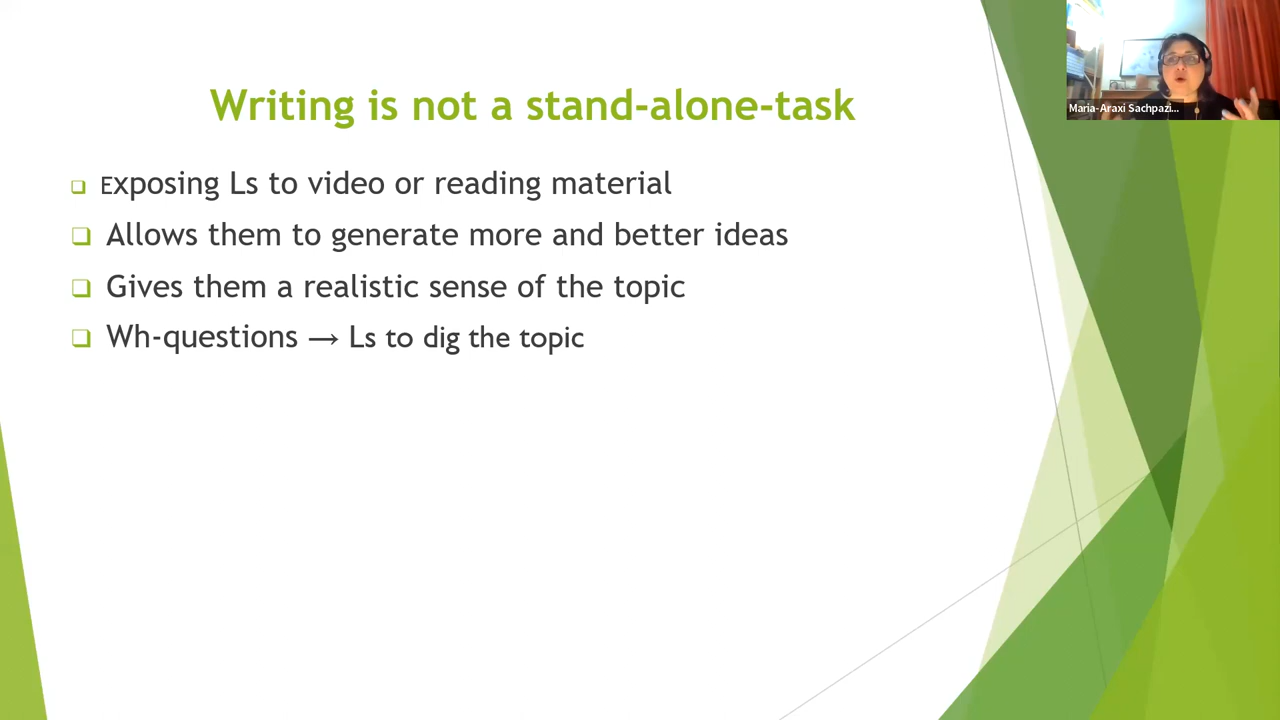 Writing is not a stand-alone-task
Exposing Ls to video or reading material
Allows them to generate more and better ideas
Gives them a realistic sense of the topic
Wh-questions → Ls to dig the topic
Maria-Araxi Sachpazi...